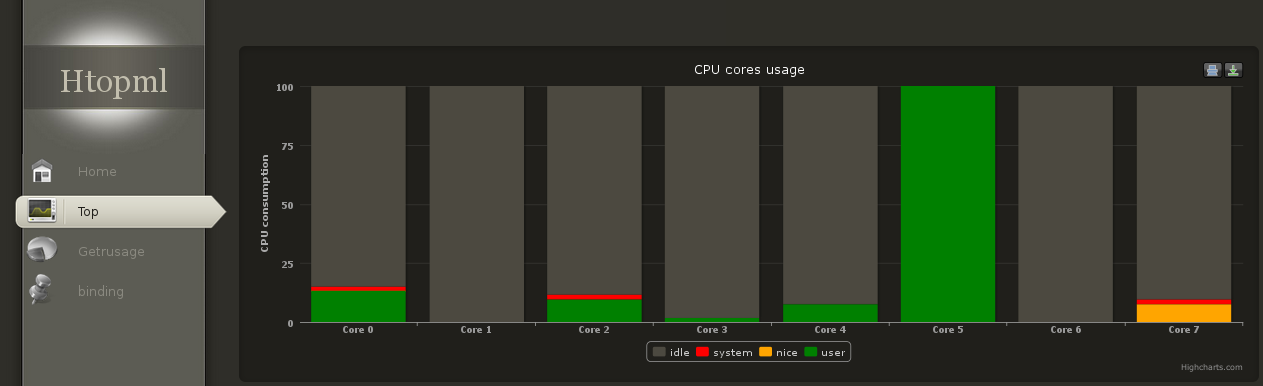 Htopml
Home
Top
Getrusage
binding
CPU cores usage
CPU consumption
100
75
50
25
0
Core 0 Core 1 Core 2 Core 3 Core 4 Core 5 Core 6 Core 7
idle system nice user
Highcharts.com